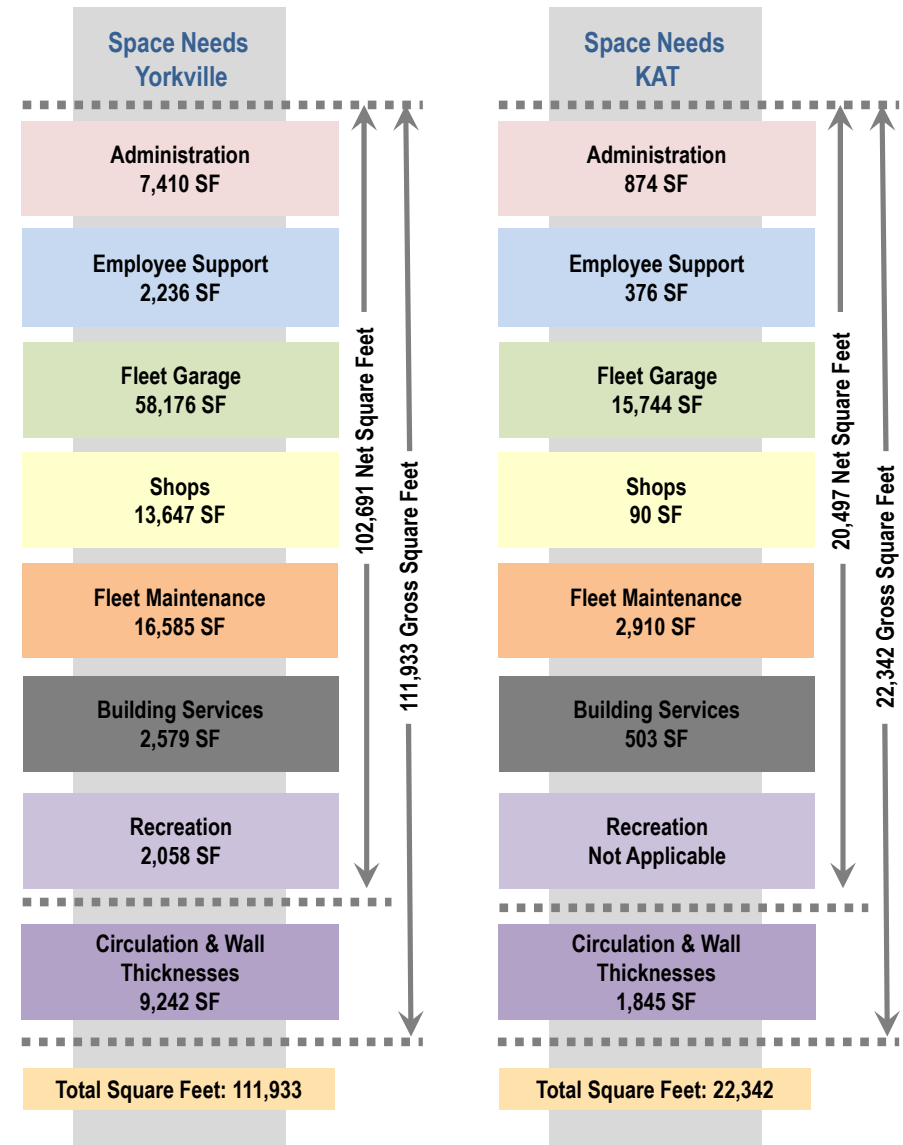 Space Needs
Yorkville
Administration
7,410 SF
Employee Support
2,236 SF
Fleet Garage
58,176 SF
Shops
13,647 SF
Fleet Maintenance
16,585 SF
Building Services
2,579 SF
Recreation
2,058 SF
Circulation & Wall
Thicknesses
9,242 SF
Total Square Feet: 111,933
102,691 Net Square Feet
111,933 Gross Square Feet
Space Needs
KAT
Administration
874 SF
Employee Support
376 SF
Fleet Garage
15,744 SF
Shops
90 SF
Fleet Maintenance
2,910 SF
Building Services
503 SF
Recreation
Not Applicable
Circulation & Wall
Thicknesses
1,845 SF
Total Square Feet: 22,342
20,497 Net Square Feet
22,342 Gross Square Feet